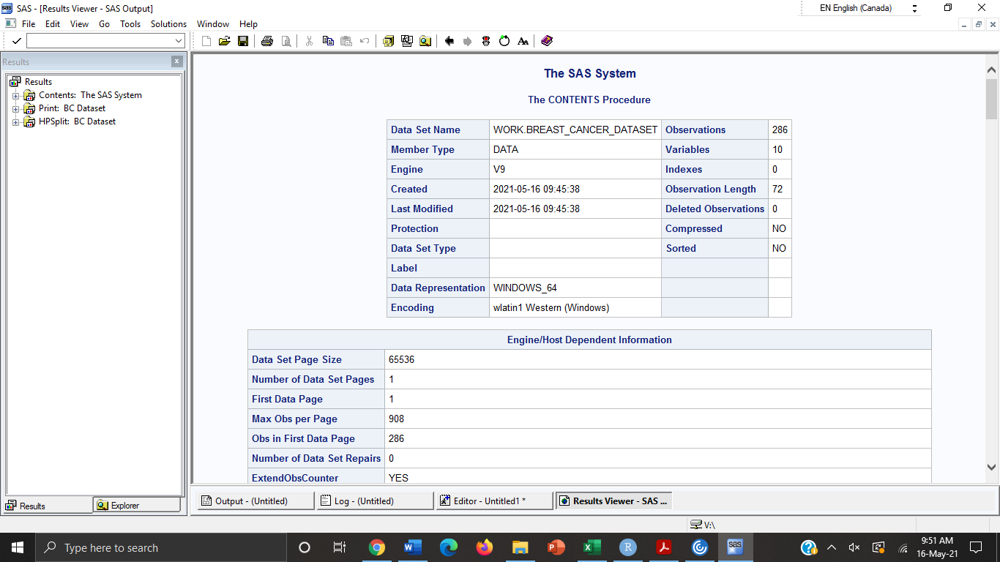 SAS - [Results Viewer - SAS Output]
EN English (Canada)
File Edit View Go Tools Solutions Window Help
Results
Results
Contents: The SAS System
Print: BC Dataset
HPSplit: BC Dataset
The SAS System
The CONTENTS Procedure
Data Set Name WORK.BREAST_CANCER_DATASET Observations 286
Member Type DATA Variables 10
Engine V9 Indexes 0
Created 2021-05-16 09:45:38 Observation Length 72
Last Modified 2021-05-16 09:45:38 Deleted Observations 0
Protection Compressed NO
Data Set Type Sorted NO
Label
Data Representation WINDOWS_64
Encoding wlatin1 Western (Windows)
Engine/Host Dependent Information
Data Set Page Size 65536
Number of Data Set Pages 1
First Data Page 1
Max Obs per Page 908
Obs in First Data Page 286
Number of Data Set Repairs 0
ExtendObsCounter YES
Results Explorer
Output - (Untitled) Log - (Untitled) Editor - Untitled1 * Results Viewer - SAS ...
V:\
Type here to search
9:51 AM
16-May-21